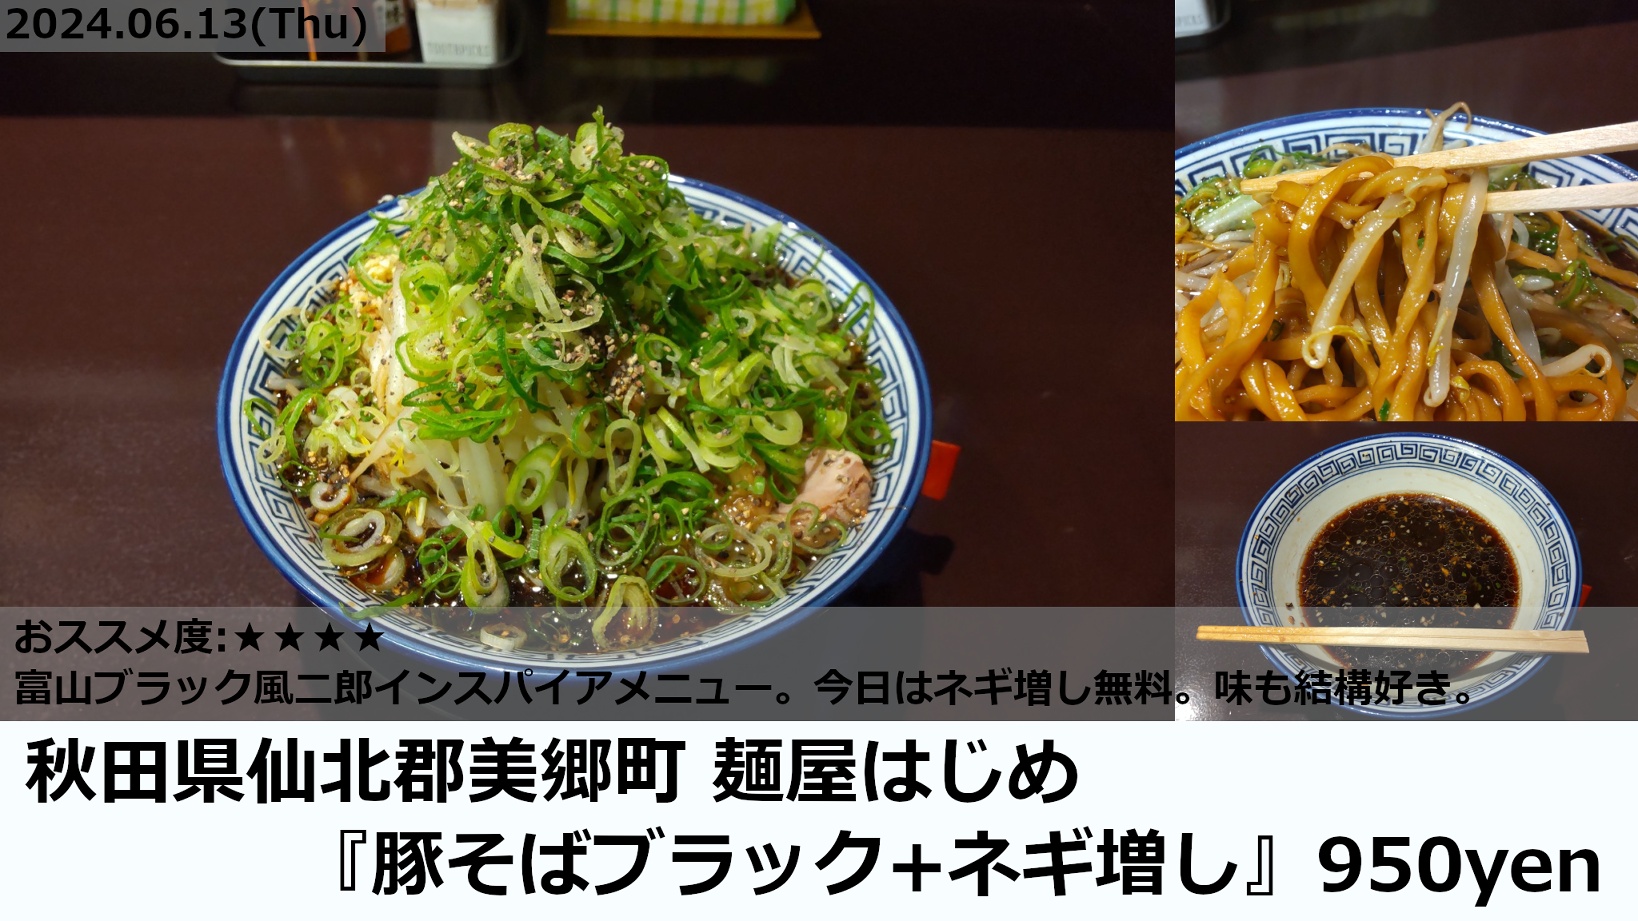 2024.06.13(Thu)
TOOTHPICKS
おススメ度:★★★★
富山ブラック風二郎インスパイアメニュー。今日はネギ増し無料。味も結構好き。
秋田県仙北郡美郷町 麺屋はじめ
『豚そばブラック+ネギ増し』950yen